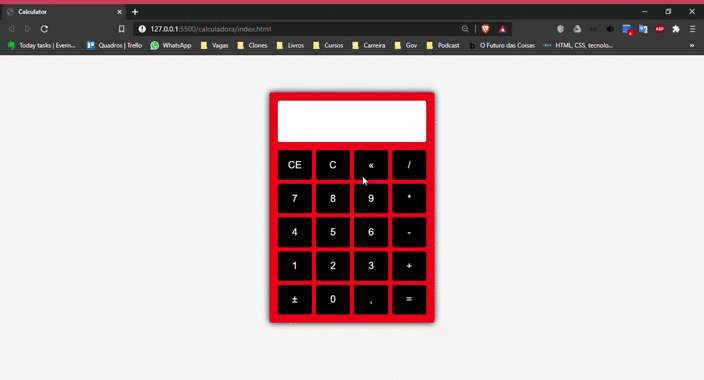 Calculator
127.0.0.1:5500/calculadora/index.html
Today tasks | Evern... Quadros | Trello WhatsApp Vagas Clones Livros Cursos Carreira Gov Podcast b O Futuro das Coisas HTML, CSS, tecnolo... »
CE C « /
7 8 9 *
4 5 6 -
1 2 3 +
± 0 , =